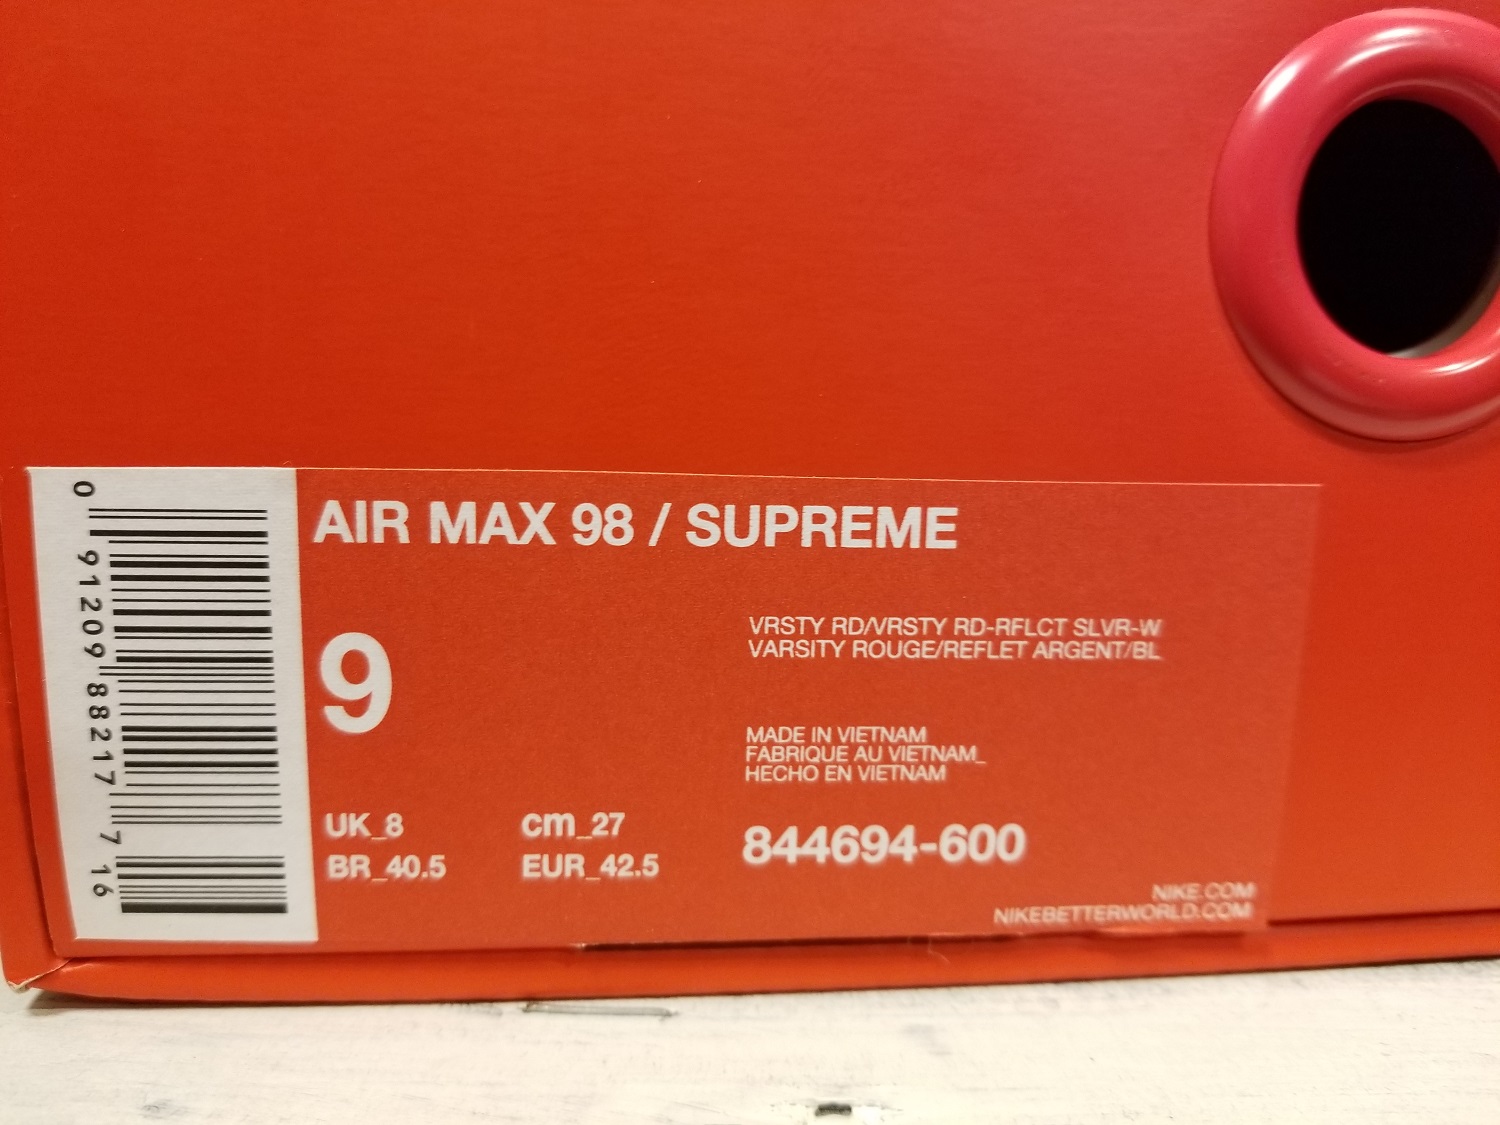 AIR MAX 98 / SUPREME
9
VRSTY RD/VRSTY RD-RFLCT SLVR-W
VARSITY ROUGE/REFLET ARGENT/BL
MADE IN VIETNAM
FABRIQUE AU VIETNAM_
HECHO EN VIETNAM
UK_8
cm_27
BR_40.5
EUR_42.5
844694-600
NIKE.COM
NIKEBETTERWORLD.COM
0 91209 88217 7 16